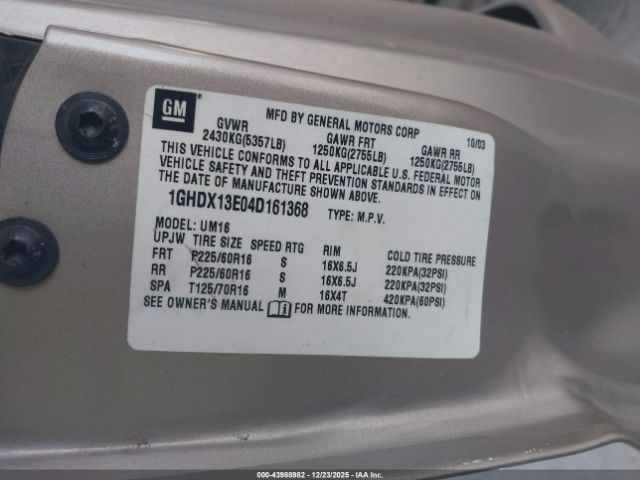 GM
MFD BY GENERAL MOTORS CORP 10/03
GVWR GAWR FRT GAWR RR
2430KG(5357LB) 1250KG(2755LB) 1250KG(2755LB)
THIS VEHICLE CONFORMS TO ALL APPLICABLE U.S. FEDERAL MOTOR
VEHICLE SAFETY AND THEFT PREVENTION STANDARDS IN EFFECT ON
THE DATE OF MANUFACTURE SHOWN ABOVE.
1GHDX13E04D161368 TYPE: M.P.V.
MODEL: UM16
UPJW TIRE SIZE SPEED RTG RIM COLD TIRE PRESSURE
FRT P225/60R16 S 16X6.5J 220KPA(32PSI)
RR P225/60R16 S 16X6.5J 220KPA(32PSI)
SPA T125/70R16 M 16X4T 420KPA(60PSI)
SEE OWNER'S MANUAL i FOR MORE INFORMATION.
000-43988982 - 12/23/2025 - IAA Inc.